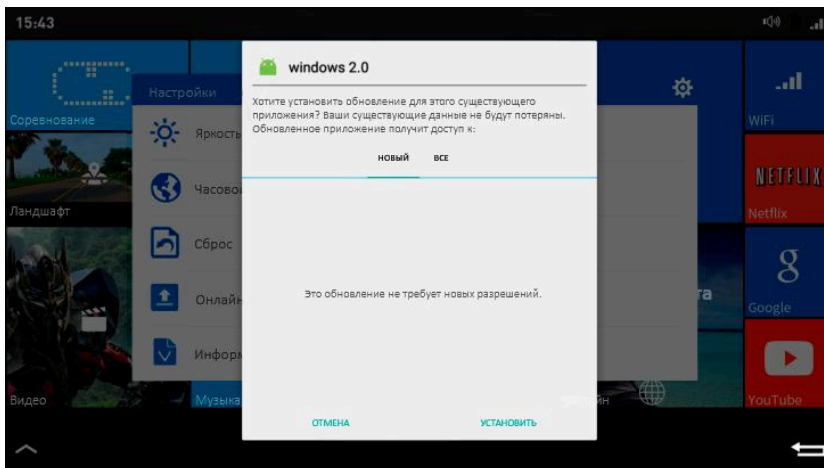 15:43
windows 2.0
Хотите установить обновление для этого существующего
приложения? Ваши существующие данные не будут потеряны.
Обновленное приложение получит доступ к:
НОВЫЙ ВСЕ
Это обновление не требует новых разрешений.
ОТМЕНА УСТАНОВИТЬ
Настройки
Яркость
Часово
Сброс
Онлайн
Информ
Соревнование
Ландшафт
Видео
Музыка
WiFi
NETFLIX
Netflix
Google
YouTube